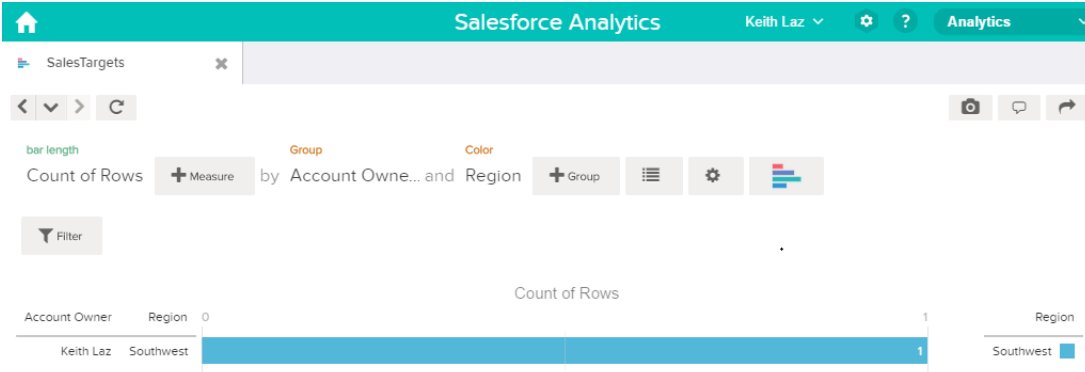 Salesforce Analytics Keith Laz ? Analytics
SalesTargets
bar length Group Color
Count of Rows Measure by Account Owne... and Region Group
Filter
Count of Rows
Account Owner Region 0 1 Region
Keith Laz Southwest 1 Southwest